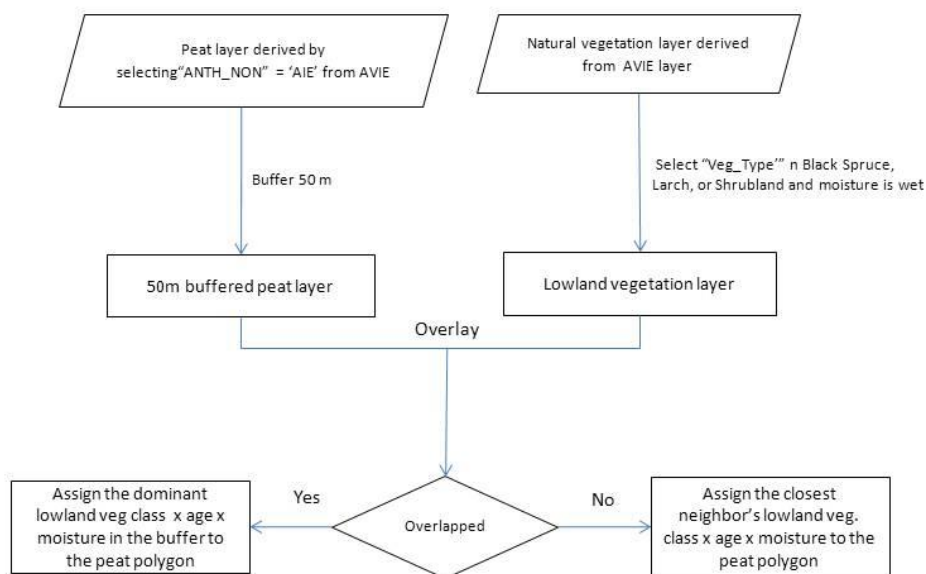 Peat layer derived by
selecting“ANTH_NON” = ‘AIE’ from AVIE
Natural vegetation layer derived
from AVIE layer
Buffer 50 m
Select “Veg_Type’” n Black Spruce,
Larch, or Shrubland and moisture is wet
50m buffered peat layer
Lowland vegetation layer
Overlay
Assign the dominant
lowland veg class x age x
moisture in the buffer to
the peat polygon
Yes
Overlapped
No
Assign the closest
neighbor’s lowland veg.
class x age x moisture to the
peat polygon